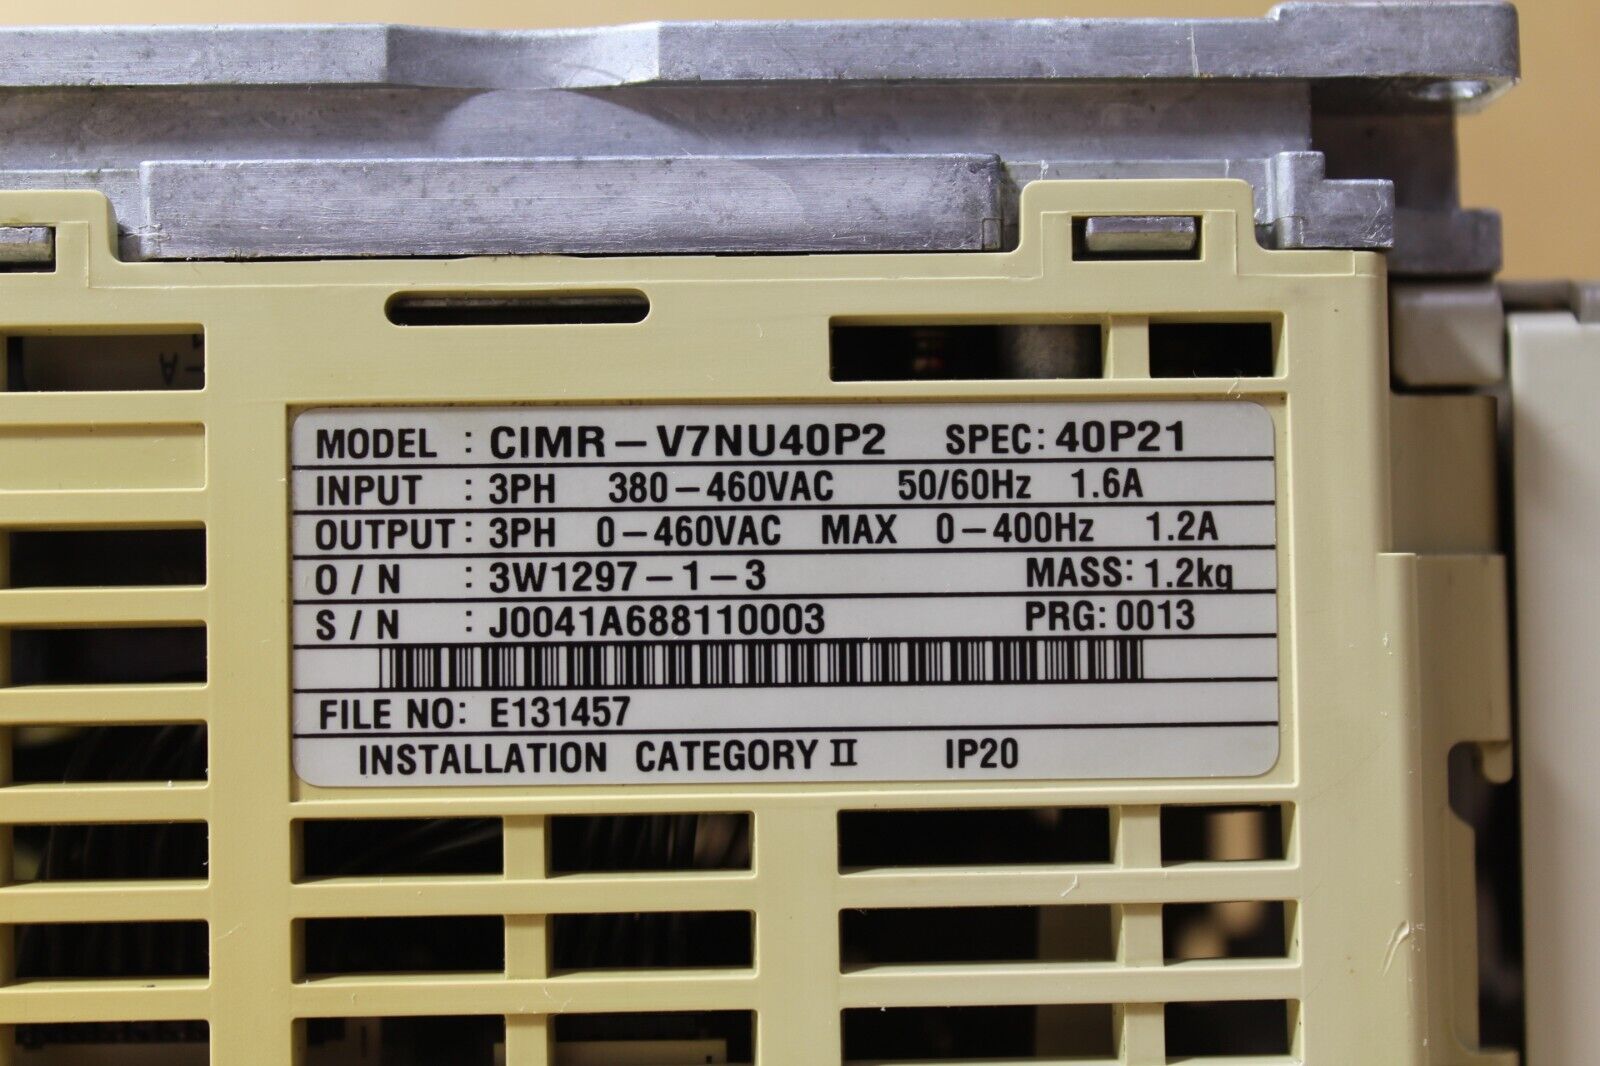 MODEL : CIMR-V7NU40P2 SPEC: 40P21
INPUT : 3PH 380-460VAC 50/60Hz 1.6A
OUTPUT : 3PH 0-460VAC MAX 0-400Hz 1.2A
O / N : 3W1297-1-3 MASS: 1.2kg
S / N : J0041A688110003 PRG: 0013
FILE NO: E131457
INSTALLATION CATEGORY II IP20